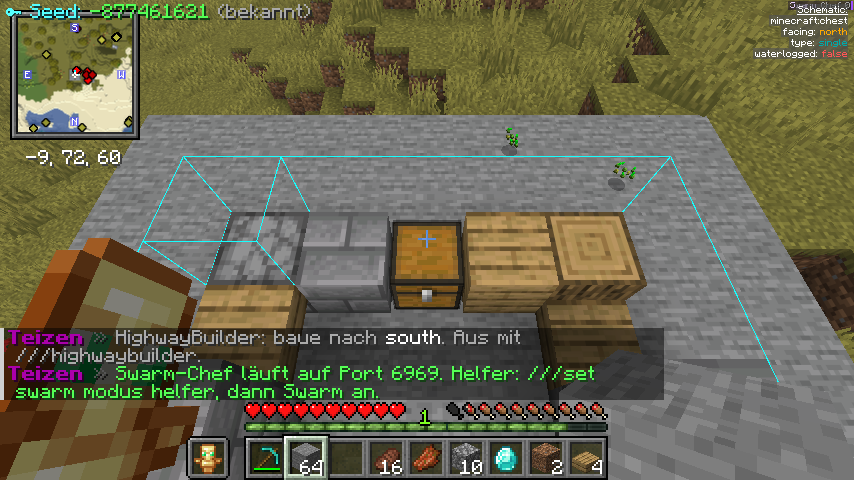 Seed: -877461621 (bekannt)
Schematic:
minecraft:chest
facing: north
type: single
waterlogged: false
S
E
W
N
-9, 72, 60
Teizen » HighwayBuilder: baue nach south. Aus mit
///highwaybuilder.
Teizen » Swarm-Chef läuft auf Port 6969. Helfer: ///set
swarm modus helfer, dann Swarm an.
1
64
16
10
2
4